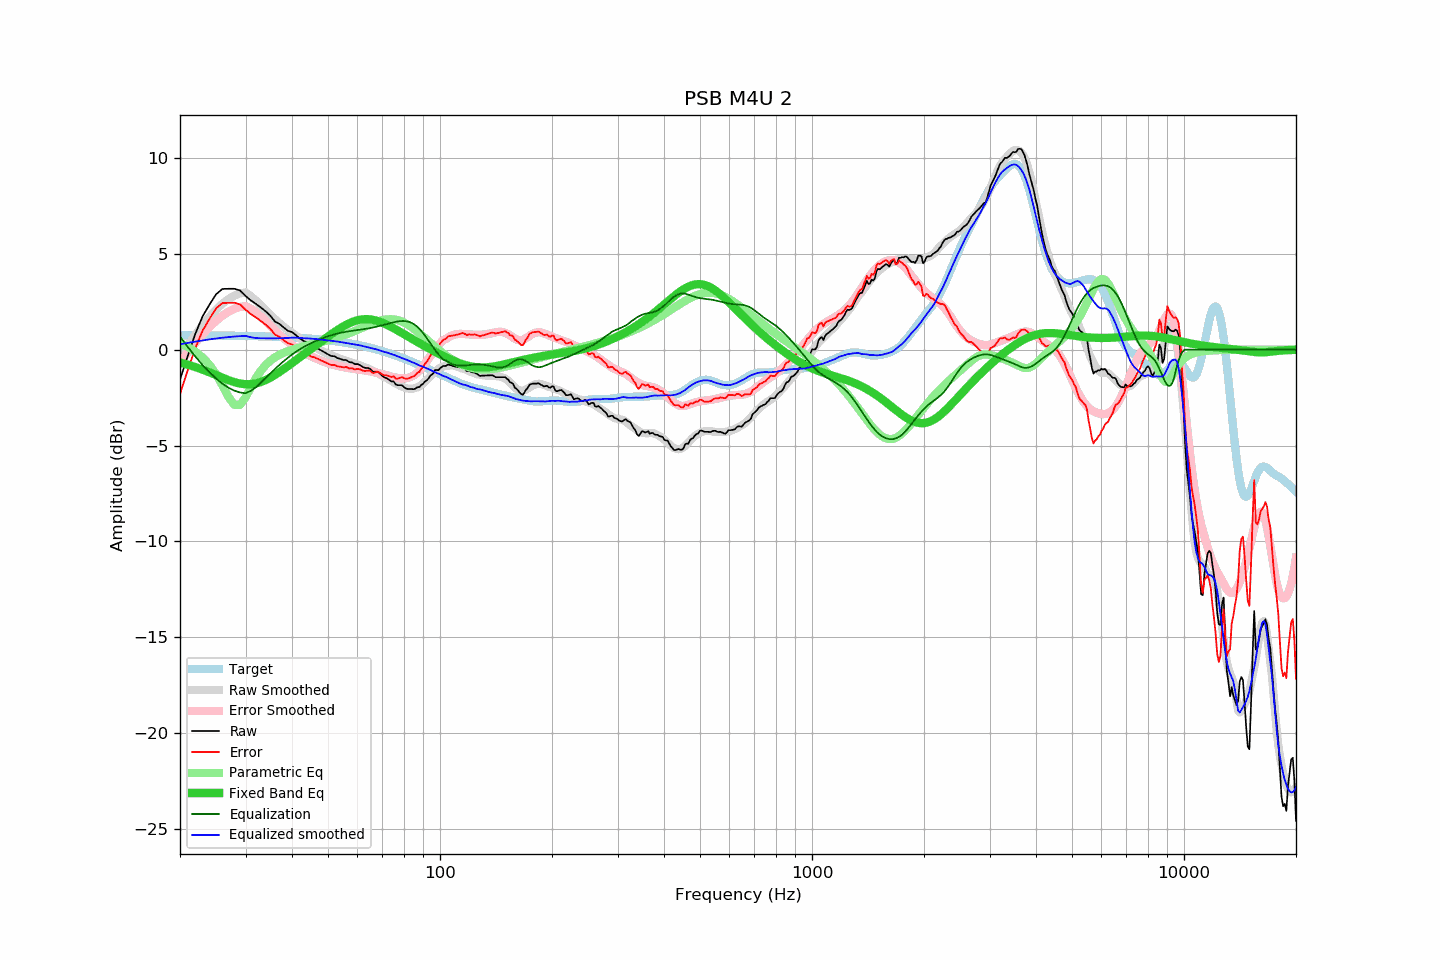 PSB M4U 2
Amplitude (dBr)
10
5
0
−5
−10
−15
−20
−25
Target
Raw Smoothed
Error Smoothed
Raw
Error
Parametric Eq
Fixed Band Eq
Equalization
Equalized smoothed
100
1000
10000
Frequency (Hz)